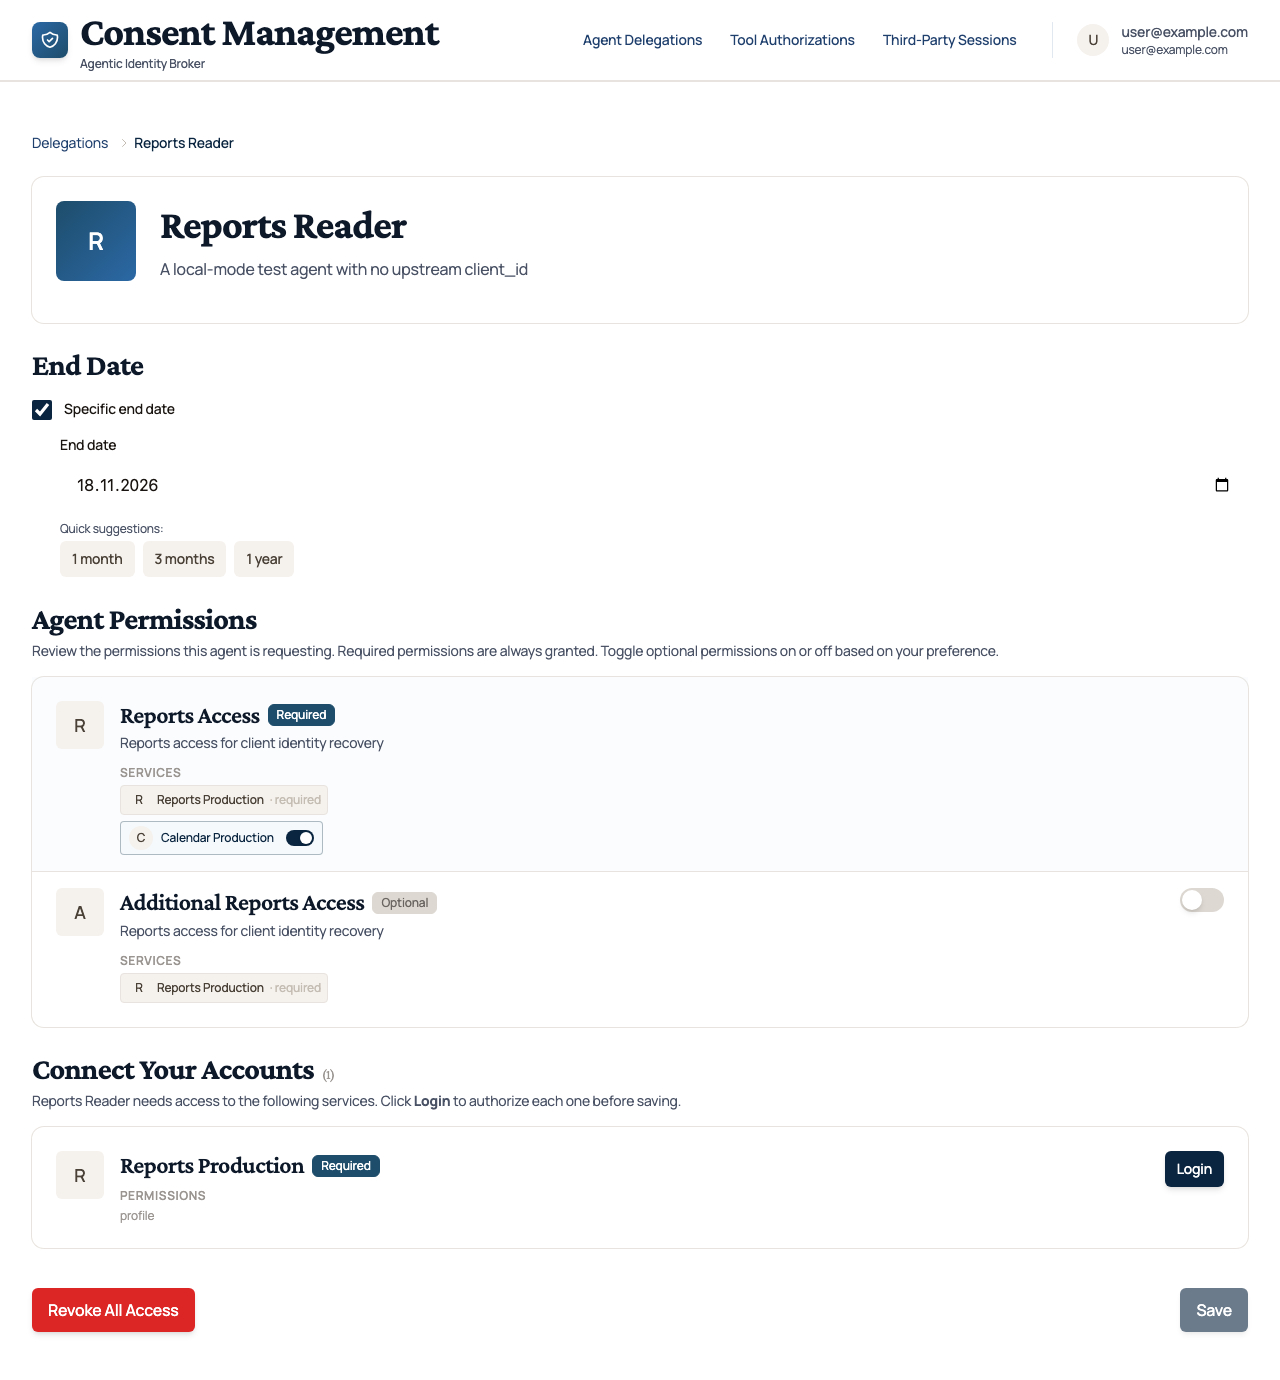 Consent Management
Agentic Identity Broker
Agent Delegations
Tool Authorizations
Third-Party Sessions
U
user@example.com
user@example.com
Delegations
Reports Reader
R
Reports Reader
A local-mode test agent with no upstream client_id
End Date
Specific end date
End date
18.11.2026
Quick suggestions:
1 month
3 months
1 year
Agent Permissions
Review the permissions this agent is requesting. Required permissions are always granted. Toggle optional permissions on or off based on your preference.
R
Reports Access
Required
Reports access for client identity recovery
SERVICES
R Reports Production · required
C Calendar Production
A
Additional Reports Access
Optional
Reports access for client identity recovery
SERVICES
R Reports Production · required
Connect Your Accounts (1)
Reports Reader needs access to the following services. Click Login to authorize each one before saving.
R
Reports Production
Required
Login
PERMISSIONS
profile
Revoke All Access
Save